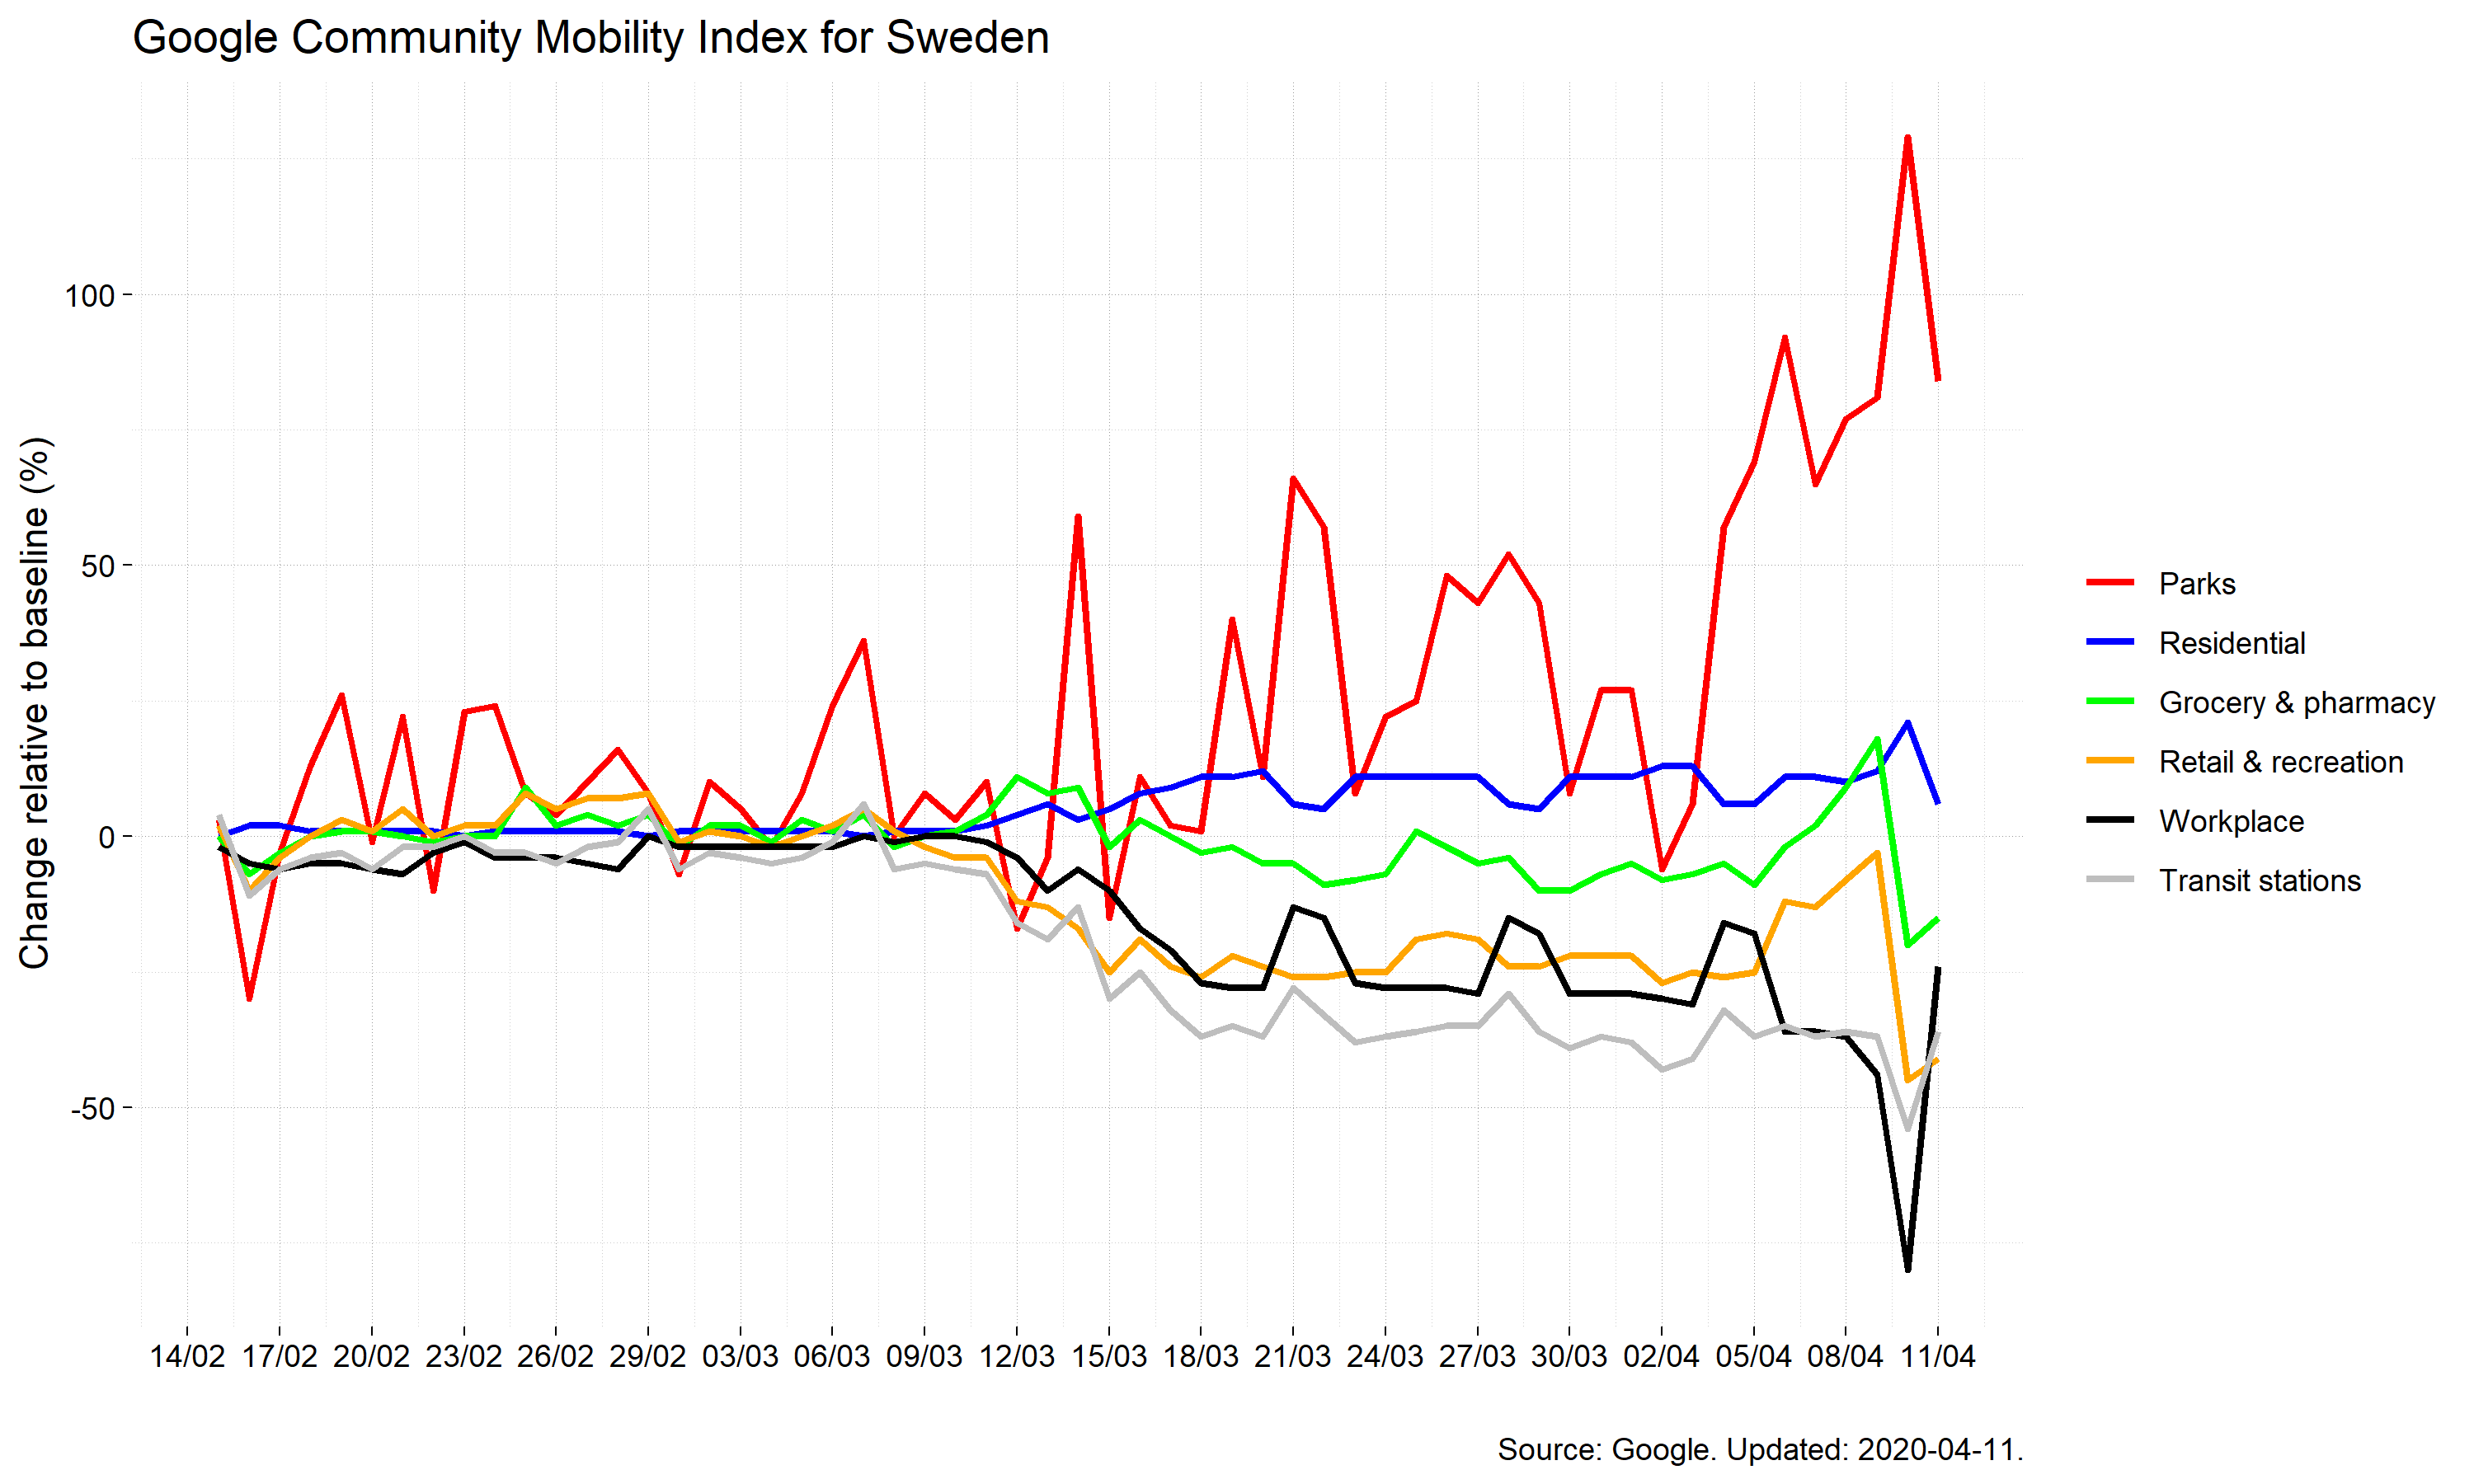 Google Community Mobility Index for Sweden
Change relative to baseline (%)
100
50
0
-50
14/02 17/02 20/02 23/02 26/02 29/02 03/03 06/03 09/03 12/03 15/03 18/03 21/03 24/03 27/03 30/03 02/04 05/04 08/04 11/04
Parks
Residential
Grocery & pharmacy
Retail & recreation
Workplace
Transit stations
Source: Google. Updated: 2020-04-11.